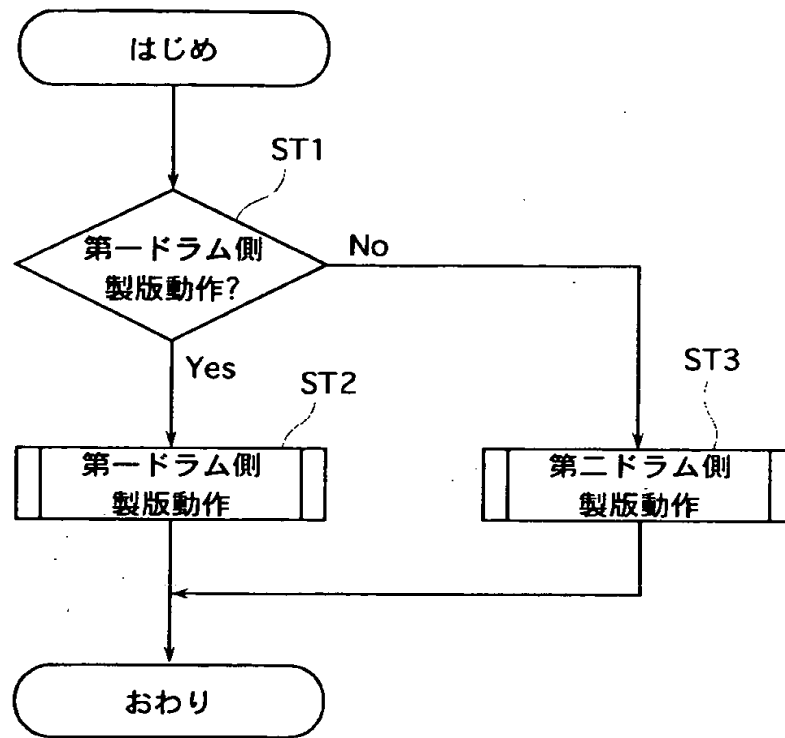 はじめ
ST1
第一ドラム側
製版動作?
No
Yes
ST2
第一ドラム側
製版動作
ST3
第二ドラム側
製版動作
おわり